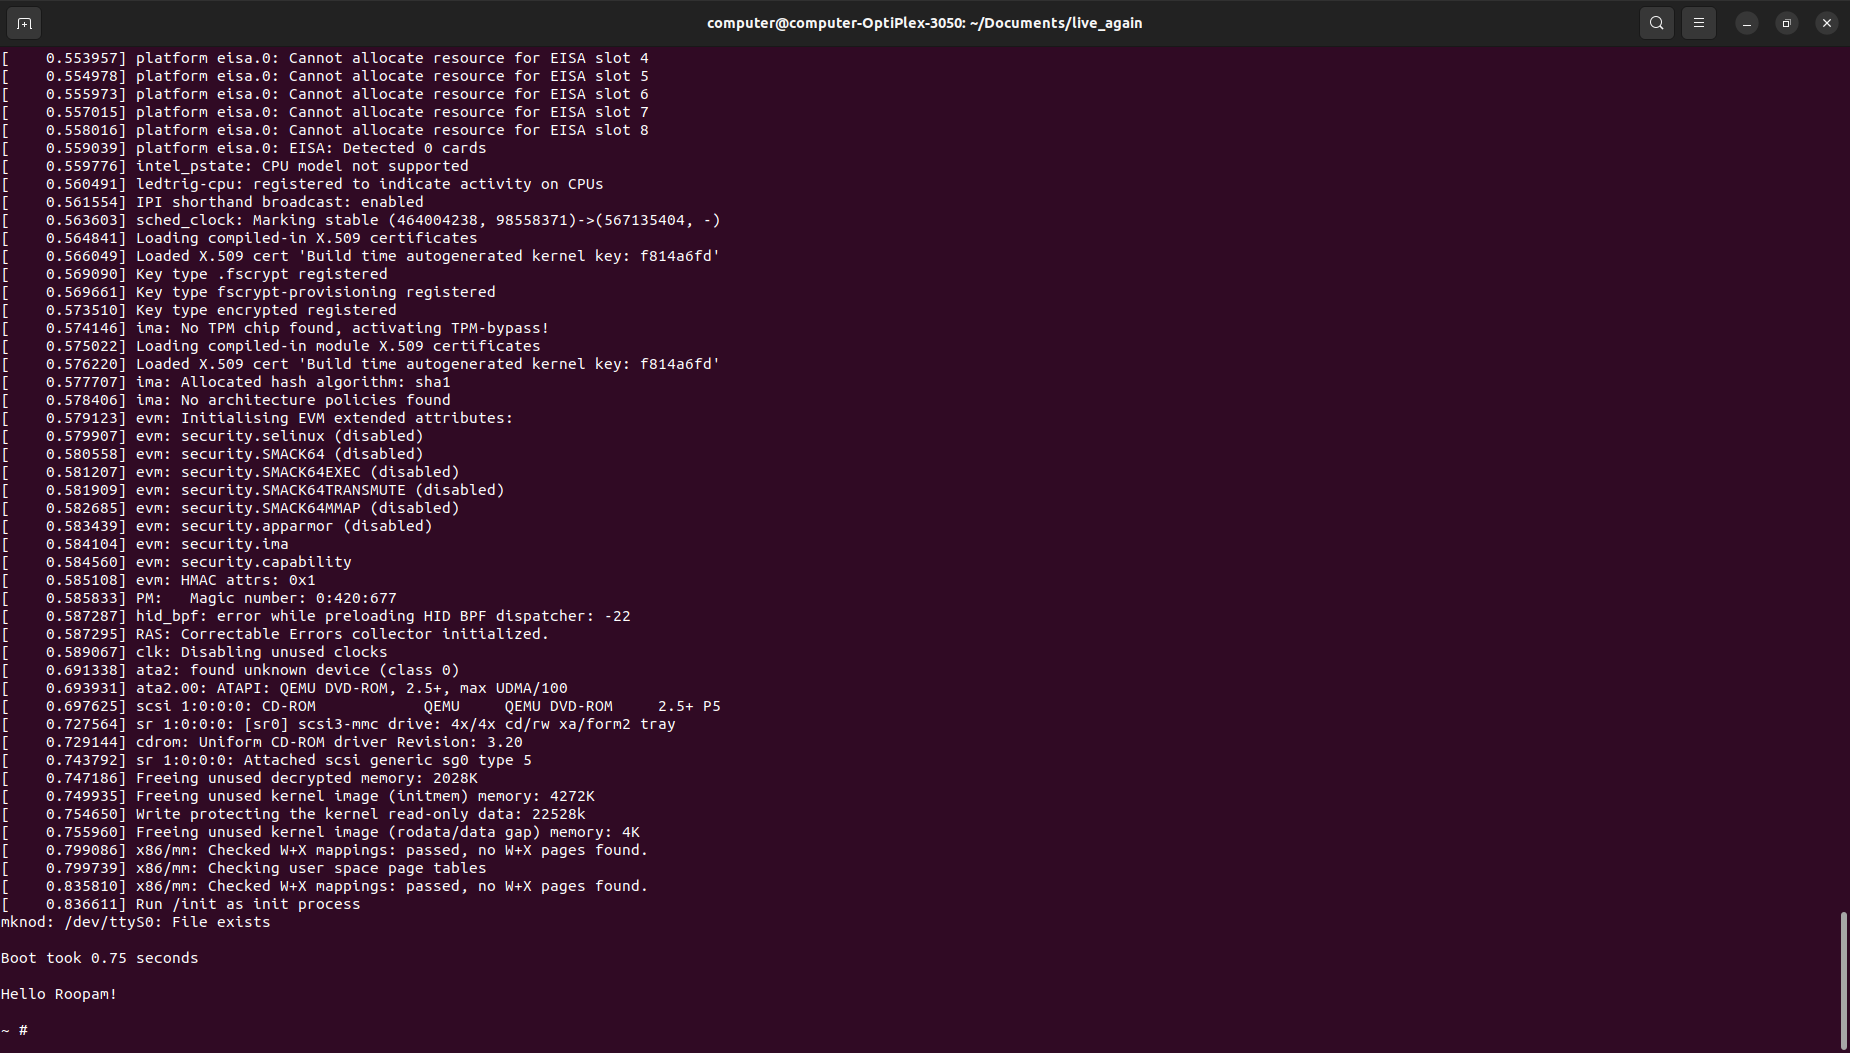 computer@computer-OptiPlex-3050: ~/Documents/live_again
[    0.553957] platform eisa.0: Cannot allocate resource for EISA slot 4
[    0.554978] platform eisa.0: Cannot allocate resource for EISA slot 5
[    0.555973] platform eisa.0: Cannot allocate resource for EISA slot 6
[    0.557015] platform eisa.0: Cannot allocate resource for EISA slot 7
[    0.558016] platform eisa.0: Cannot allocate resource for EISA slot 8
[    0.559039] platform eisa.0: EISA: Detected 0 cards
[    0.559776] intel_pstate: CPU model not supported
[    0.560491] ledtrig-cpu: registered to indicate activity on CPUs
[    0.561554] IPI shorthand broadcast: enabled
[    0.563603] sched_clock: Marking stable (464004238, 98558371)->(567135404, -)
[    0.564841] Loading compiled-in X.509 certificates
[    0.566049] Loaded X.509 cert 'Build time autogenerated kernel key: f814a6fd'
[    0.569090] Key type .fscrypt registered
[    0.569661] Key type fscrypt-provisioning registered
[    0.573510] Key type encrypted registered
[    0.574146] ima: No TPM chip found, activating TPM-bypass!
[    0.575022] Loading compiled-in module X.509 certificates
[    0.576220] Loaded X.509 cert 'Build time autogenerated kernel key: f814a6fd'
[    0.577707] ima: Allocated hash algorithm: sha1
[    0.578406] ima: No architecture policies found
[    0.579123] evm: Initialising EVM extended attributes:
[    0.579907] evm: security.selinux (disabled)
[    0.580558] evm: security.SMACK64 (disabled)
[    0.581207] evm: security.SMACK64EXEC (disabled)
[    0.581909] evm: security.SMACK64TRANSMUTE (disabled)
[    0.582685] evm: security.SMACK64MMAP (disabled)
[    0.583439] evm: security.apparmor (disabled)
[    0.584104] evm: security.ima
[    0.584560] evm: security.capability
[    0.585108] evm: HMAC attrs: 0x1
[    0.585833] PM:   Magic number: 0:420:677
[    0.587287] hid_bpf: error while preloading HID BPF dispatcher: -22
[    0.587295] RAS: Correctable Errors collector initialized.
[    0.589067] clk: Disabling unused clocks
[    0.691338] ata2: found unknown device (class 0)
[    0.693931] ata2.00: ATAPI: QEMU DVD-ROM, 2.5+, max UDMA/100
[    0.697625] scsi 1:0:0:0: CD-ROM            QEMU     QEMU DVD-ROM     2.5+ P5
[    0.727564] sr 1:0:0:0: [sr0] scsi3-mmc drive: 4x/4x cd/rw xa/form2 tray
[    0.729144] cdrom: Uniform CD-ROM driver Revision: 3.20
[    0.743792] sr 1:0:0:0: Attached scsi generic sg0 type 5
[    0.747186] Freeing unused decrypted memory: 2028K
[    0.749935] Freeing unused kernel image (initmem) memory: 4272K
[    0.754650] Write protecting the kernel read-only data: 22528k
[    0.755960] Freeing unused kernel image (rodata/data gap) memory: 4K
[    0.799086] x86/mm: Checked W+X mappings: passed, no W+X pages found.
[    0.799739] x86/mm: Checking user space page tables
[    0.835810] x86/mm: Checked W+X mappings: passed, no W+X pages found.
[    0.836611] Run /init as init process
mknod: /dev/ttyS0: File exists
Boot took 0.75 seconds
Hello Roopam!
~ #